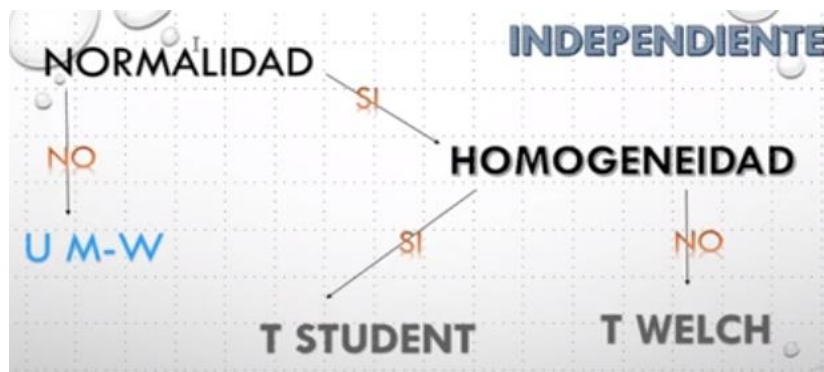 INDEPENDIENTE
NORMALIDAD
SI
NO
HOMOGENEIDAD
U M-W
SI
NO
T STUDENT
T WELCH